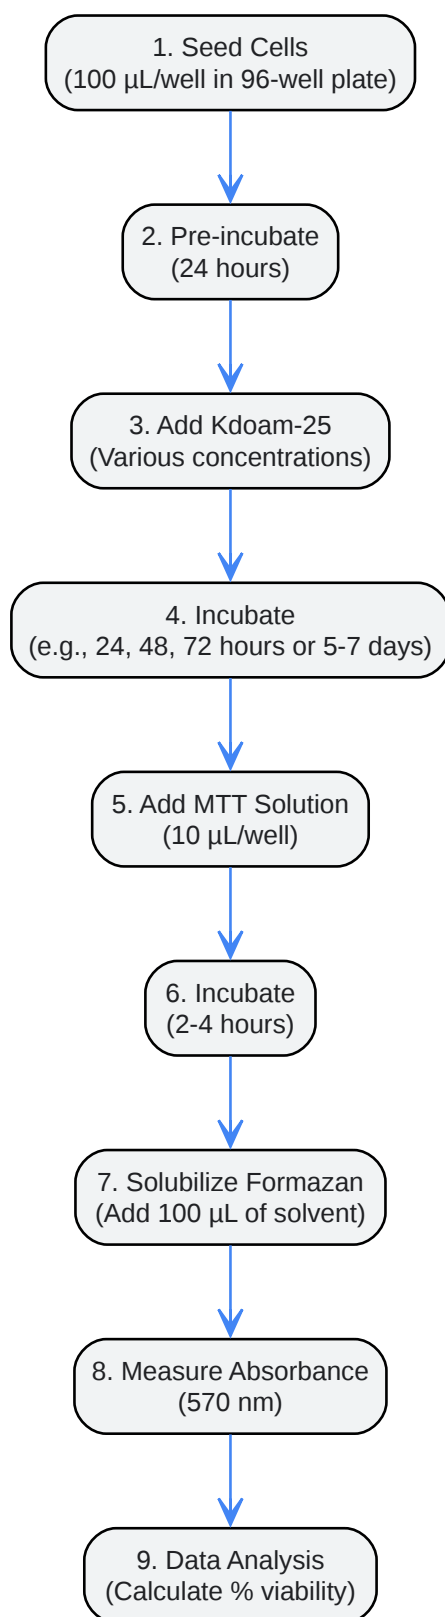 1. Seed Cells
(100 µL/well in 96-well plate)
2. Pre-incubate
(24 hours)
3. Add Kdoam-25
(Various concentrations)
4. Incubate
(e.g., 24, 48, 72 hours or 5-7 days)
5. Add MTT Solution
(10 µL/well)
6. Incubate
(2-4 hours)
7. Solubilize Formazan
(Add 100 µL of solvent)
8. Measure Absorbance
(570 nm)
9. Data Analysis
(Calculate % viability)